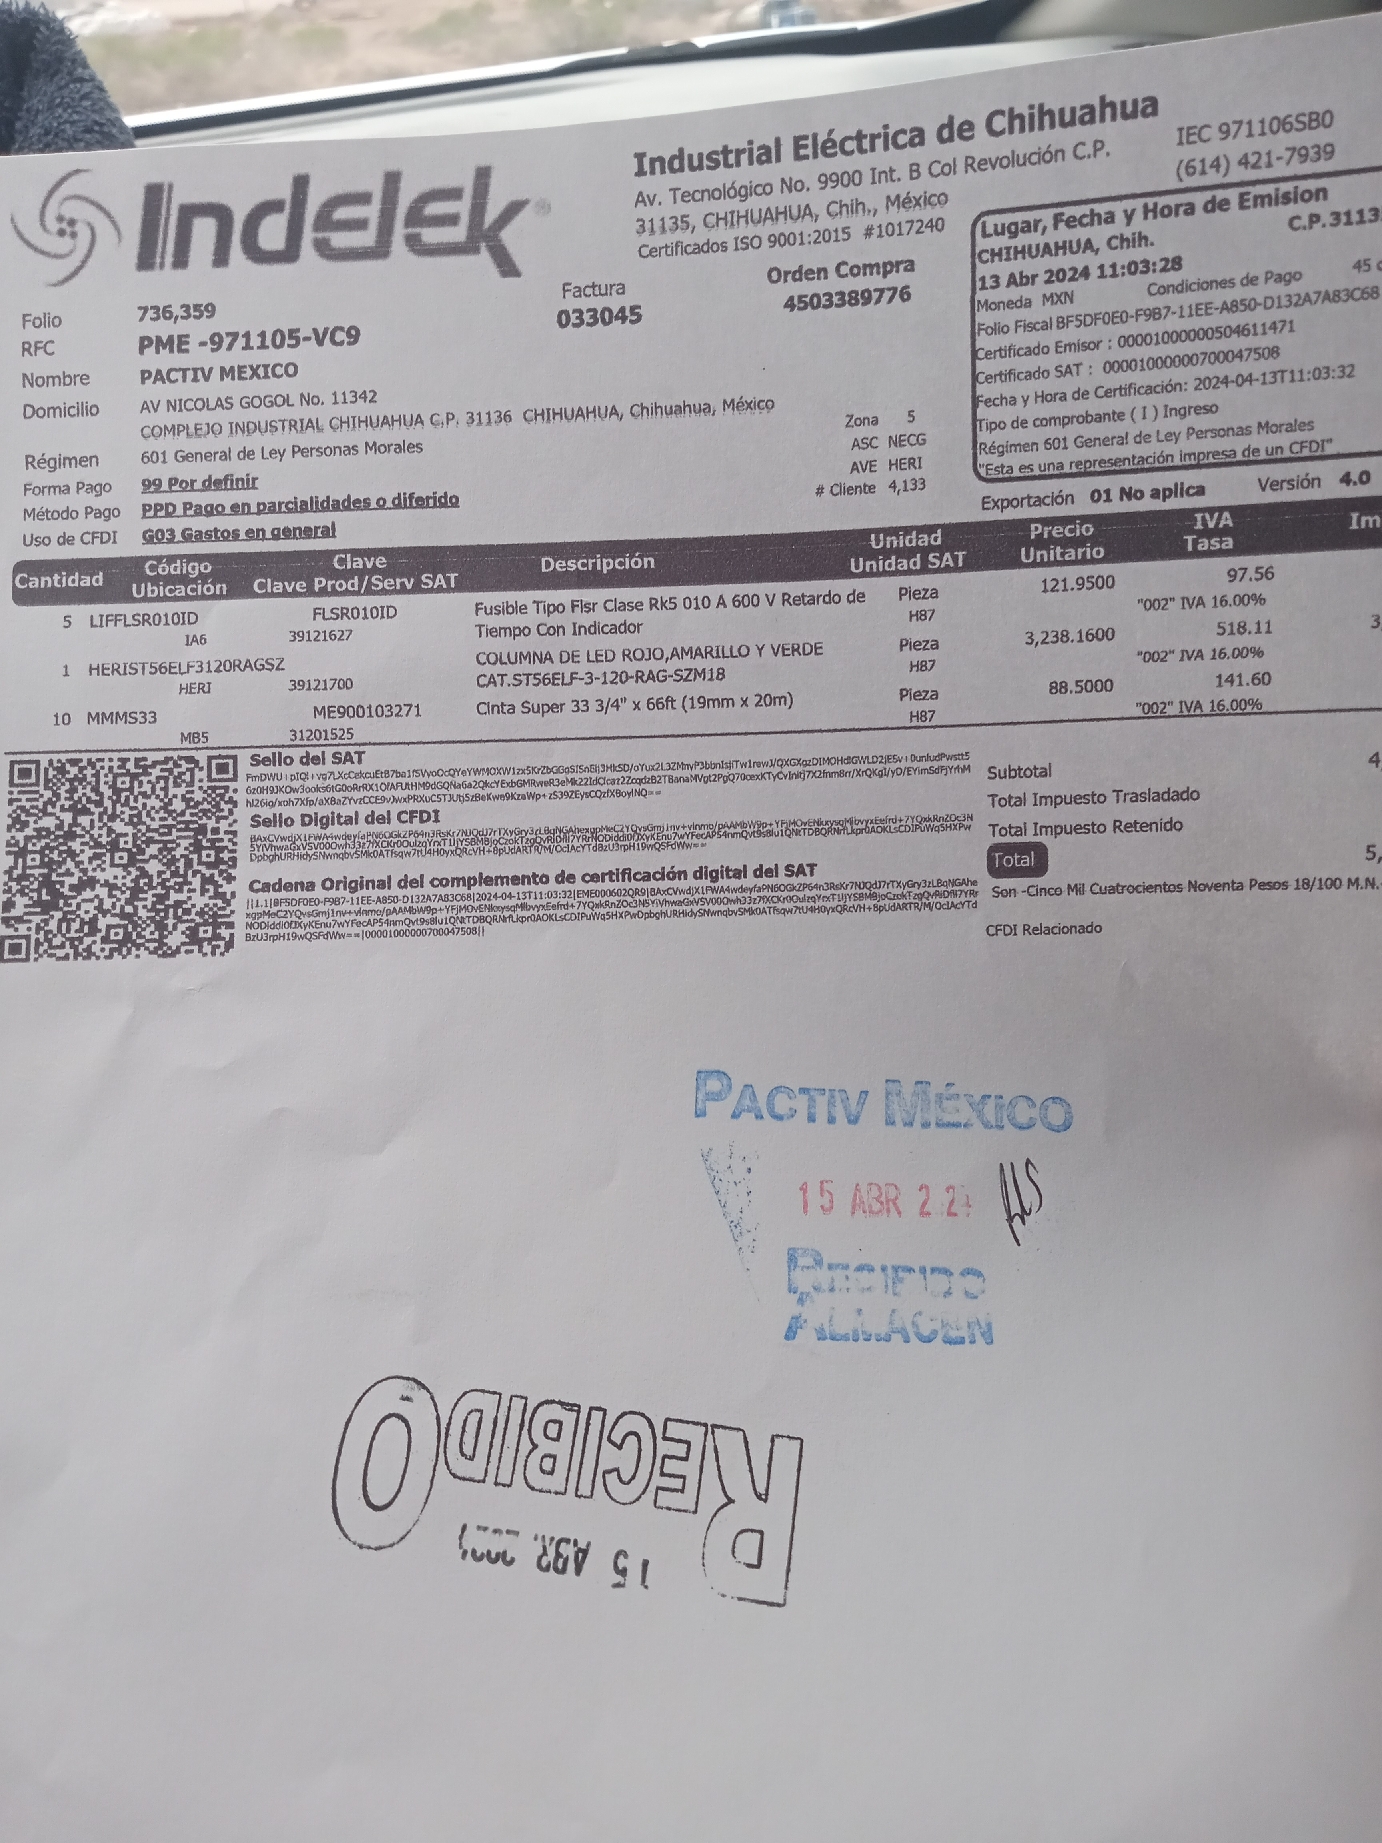 Indelek
Industrial Eléctrica de Chihuahua
Av. Tecnológico No. 9900 Int. B Col Revolución C.P.
31135, CHIHUAHUA, Chih., México
Certificados ISO 9001:2015 #1017240
IEC 971106SB0
(614) 421-7939
Lugar, Fecha y Hora de Emision
CHIHUAHUA, Chih. C.P.3113
13 Abr 2024 11:03:28
Moneda MXN Condiciones de Pago 45
Folio Fiscal BF5DF0E0-F9B7-11EE-A850-D132A7A83C68
Certificado Emisor : 00001000000504611471
Certificado SAT : 00001000000700047508
Fecha y Hora de Certificación: 2024-04-13T11:03:32
Tipo de comprobante ( I ) Ingreso
Régimen 601 General de Ley Personas Morales
"Esta es una representación impresa de un CFDI"
Exportación 01 No aplica Versión 4.0
Folio 736,359
Factura
033045
Orden Compra
4503389776
RFC PME -971105-VC9
Nombre PACTIV MEXICO
Domicilio AV NICOLAS GOGOL No. 11342
COMPLEJO INDUSTRIAL CHIHUAHUA C.P. 31136 CHIHUAHUA, Chihuahua, México
Régimen 601 General de Ley Personas Morales
Forma Pago 99 Por definir
Método Pago PPD Pago en parcialidades o diferido
Uso de CFDI G03 Gastos en general
Zona 5
ASC NECG
AVE HERI
# Cliente 4,133
Cantidad Código Ubicación Clave Clave Prod/Serv SAT Descripción Unidad Unidad SAT Precio Unitario IVA Tasa Im
5 LIFFLSR010ID FLSR010ID Fusible Tipo Flsr Clase Rk5 010 A 600 V Retardo de Pieza 121.9500 97.56
IA6 39121627 Tiempo Con Indicador H87 "002" IVA 16.00%
1 HERIST56ELF3120RAGSZ COLUMNA DE LED ROJO,AMARILLO Y VERDE Pieza 3,238.1600 518.11 3,
HERI 39121700 CAT.ST56ELF-3-120-RAG-SZM18 H87 "002" IVA 16.00%
10 MMMS33 ME900103271 Cinta Super 33 3/4" x 66ft (19mm x 20m) Pieza 88.5000 141.60
MB5 31201525 H87 "002" IVA 16.00%
Sello del SAT
Sello Digital del CFDI
Cadena Original del complemento de certificación digital del SAT
Subtotal 4,
Total Impuesto Trasladado
Total Impuesto Retenido
Total 5,
Son -Cinco Mil Cuatrocientos Noventa Pesos 18/100 M.N.
CFDI Relacionado
PACTIV MÉXICO
15 ABR
RECIBIDO
ALMACEN
RECIBIDO
15 ABR.